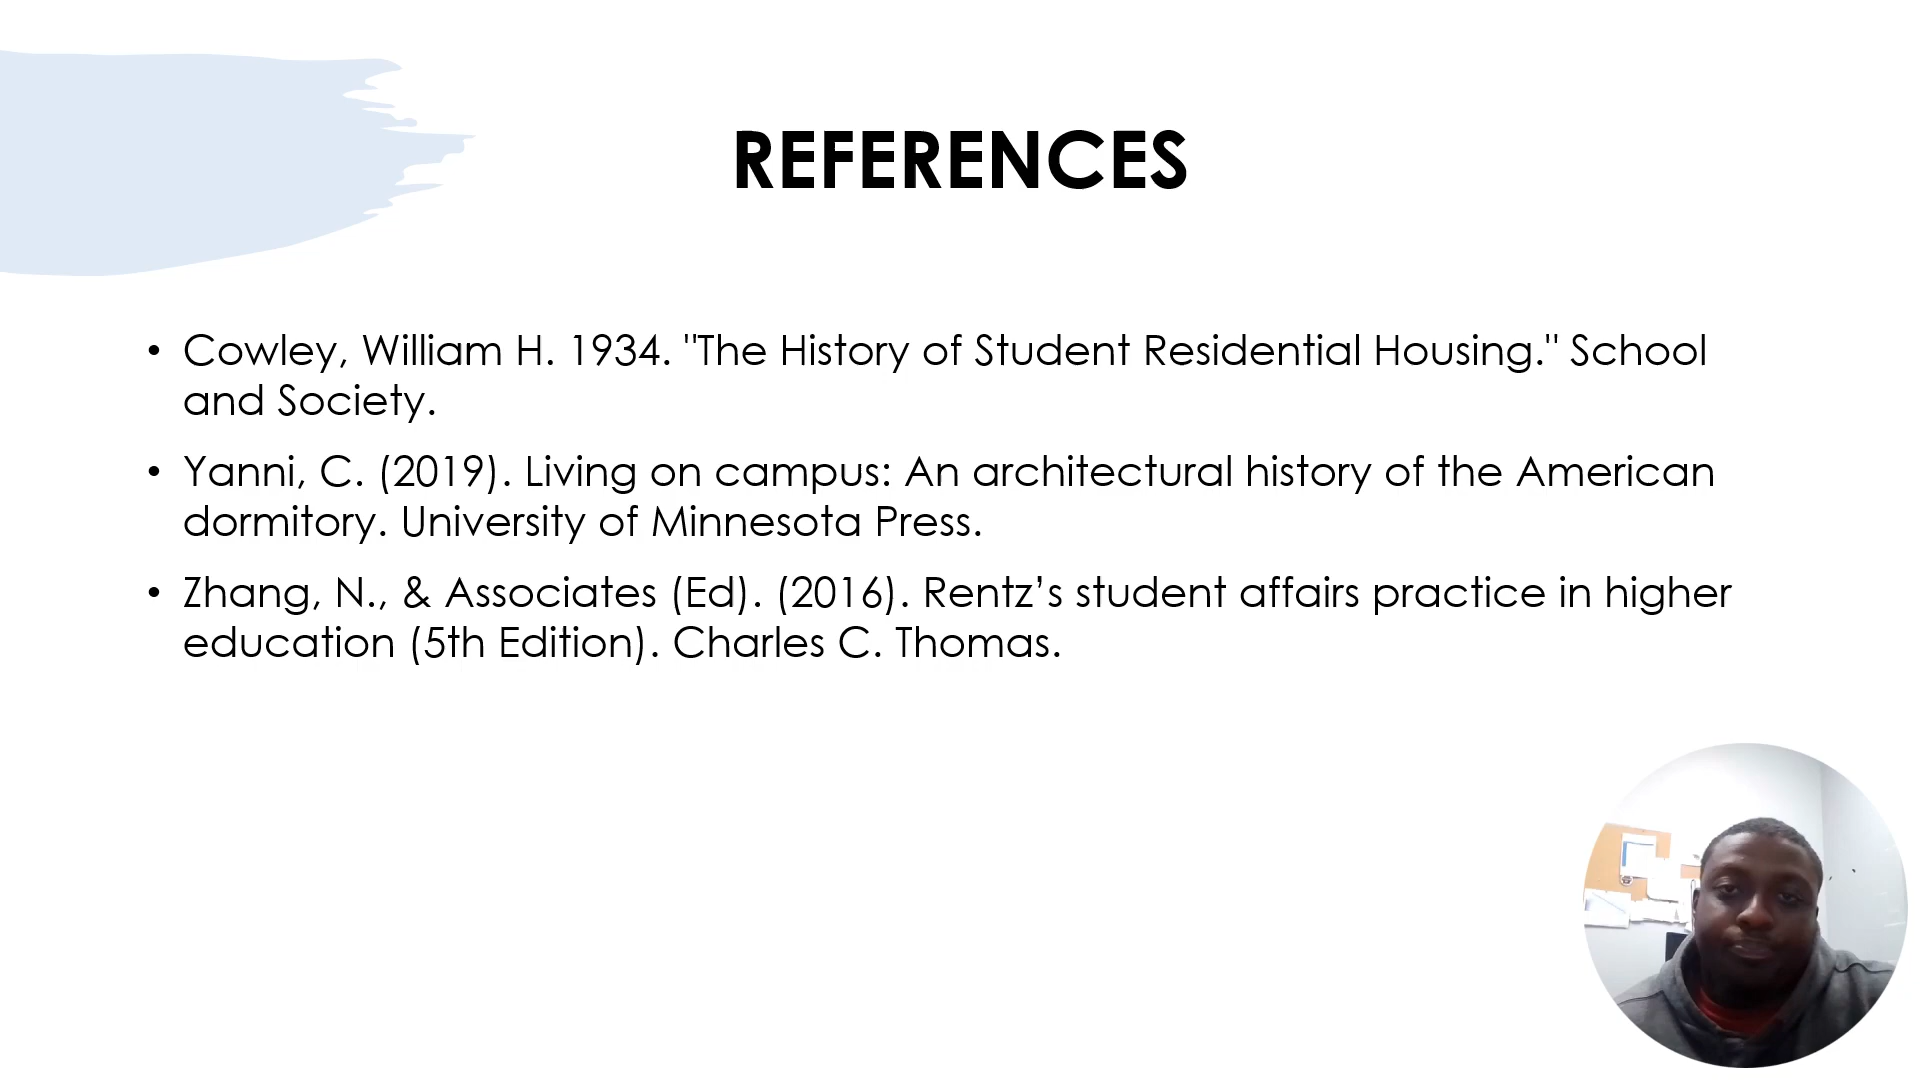 REFERENCES
• Cowley, William H. 1934. "The History of Student Residential Housing." School
and Society.
• Yanni, C. (2019). Living on campus: An architectural history of the American
dormitory. University of Minnesota Press.
• Zhang, N., & Associates (Ed). (2016). Rentz’s student affairs practice in higher
education (5th Edition). Charles C. Thomas.